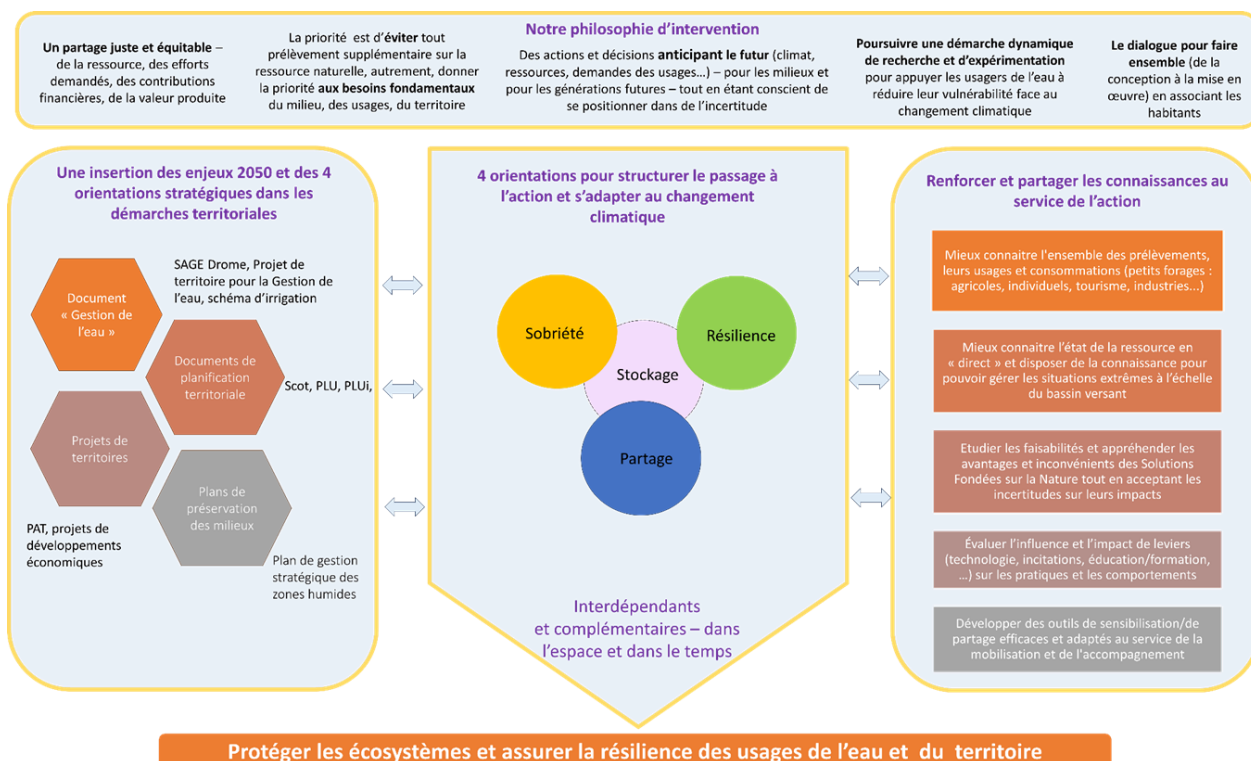 Notre philosophie d'intervention
Un partage juste et équitable –
de la ressource, des efforts
demandés, des contributions
financières, de la valeur produite
La priorité est d'éviter tout
prélèvement supplémentaire sur la
ressource naturelle, autrement, donner
la priorité aux besoins fondamentaux
du milieu, des usages, du territoire
Des actions et décisions anticipant le futur (climat,
ressources, demandes des usages...) – pour les milieux et
pour les générations futures – tout en étant conscient de
se positionner dans de l'incertitude
Poursuivre une démarche dynamique
de recherche et d'expérimentation
pour appuyer les usagers de l'eau à
réduire leur vulnérabilité face au
changement climatique
Le dialogue pour faire
ensemble (de la
conception à la mise en
œuvre) en associant les
habitants
Une insertion des enjeux 2050 et des 4
orientations stratégiques dans les
démarches territoriales
Document
« Gestion de
l'eau »
SAGE Drome, Projet de
territoire pour la Gestion de
l'eau, schéma d'irrigation
Documents de
planification
territoriale
Scot, PLU, PLUi,
Projets de
territoires
PAT, projets de
développements
économiques
Plans de
préservation
des milieux
Plan de gestion
stratégique des
zones humides
4 orientations pour structurer le passage à
l'action et s'adapter au changement
climatique
Sobriété
Résilience
Stockage
Partage
Interdépendants
et complémentaires – dans
l'espace et dans le temps
Renforcer et partager les connaissances au
service de l'action
Mieux connaitre l'ensemble des prélèvements,
leurs usages et consommations (petits forages :
agricoles, individuels, tourisme, industries...)
Mieux connaitre l'état de la ressource en
« direct » et disposer de la connaissance pour
pouvoir gérer les situations extrêmes à l'échelle
du bassin versant
Etudier les faisabilités et appréhender les
avantages et inconvénients des Solutions
Fondées sur la Nature tout en acceptant les
incertitudes sur leurs impacts
Évaluer l'influence et l'impact de leviers
(technologie, incitations, éducation/formation,
...) sur les pratiques et les comportements
Développer des outils de sensibilisation/de
partage efficaces et adaptés au service de la
mobilisation et de l'accompagnement
Protéger les écosystèmes et assurer la résilience des usages de l'eau et du territoire